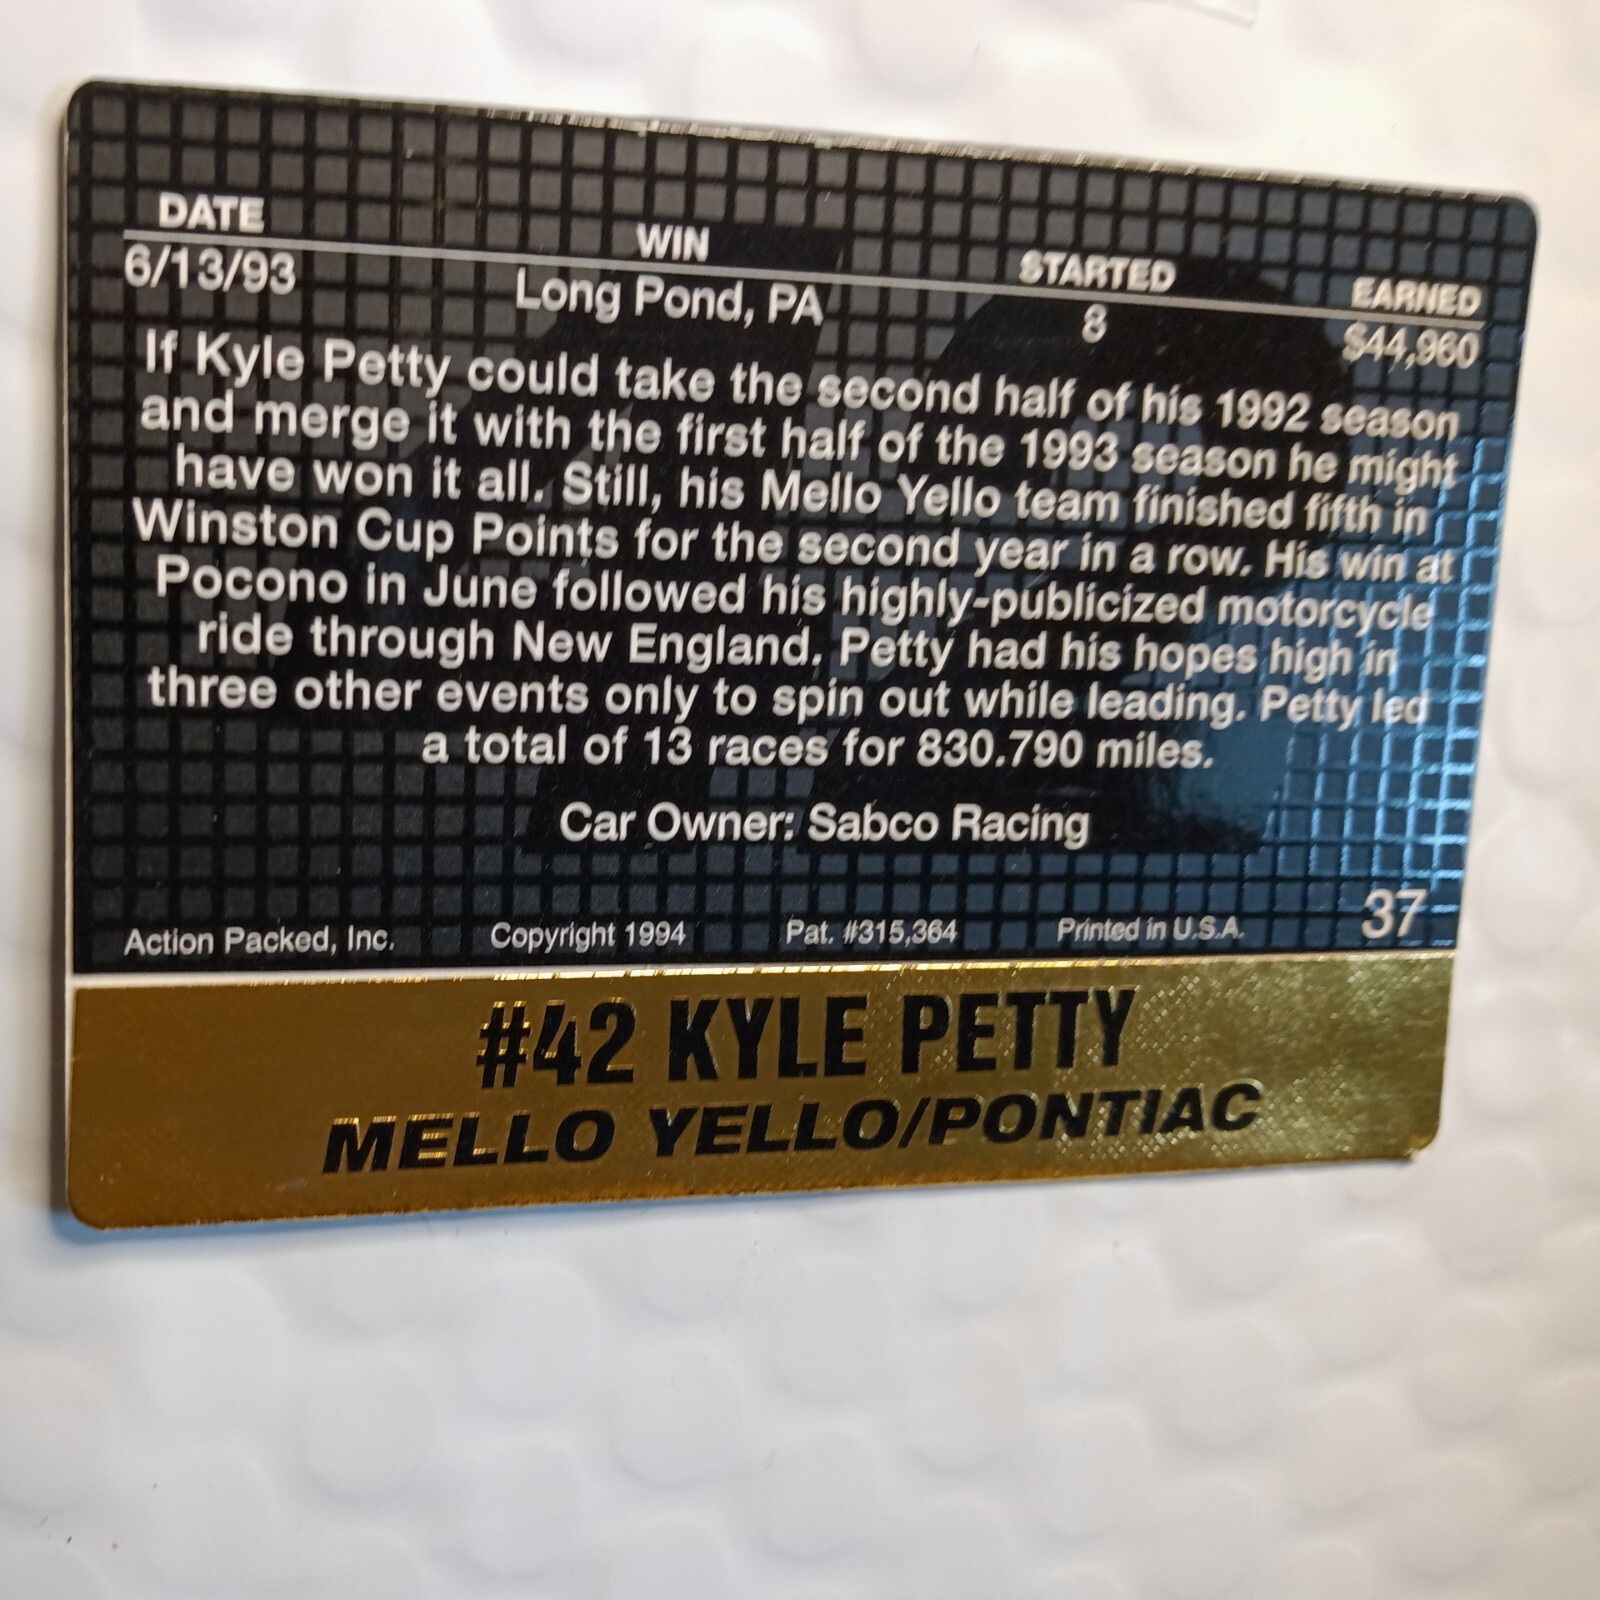 DATE WIN STARTED EARNED
6/13/93 Long Pond, PA 8 $44,960
If Kyle Petty could take the second half of his 1992 season
and merge it with the first half of the 1993 season he might
have won it all. Still, his Mello Yello team finished fifth in
Winston Cup Points for the second year in a row. His win at
Pocono in June followed his highly-publicized motorcycle
ride through New England. Petty had his hopes high in
three other events only to spin out while leading. Petty led
a total of 13 races for 830.790 miles.
Car Owner: Sabco Racing
37
Action Packed, Inc. Copyright 1994 Pat. #315,364 Printed in U.S.A.
#42 KYLE PETTY
MELLO YELLO/PONTIAC